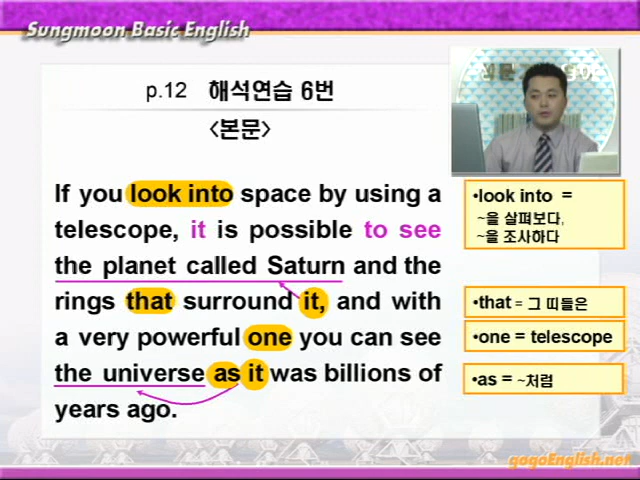 Sungmoon Basic English
p.12 해석연습 6번
<본문>
If you look into space by using a
telescope, it is possible to see
the planet called Saturn and the
rings that surround it, and with
a very powerful one you can see
the universe as it was billions of
years ago.
•look into =
~을 살펴보다,
~을 조사하다
•that = 그 띠들은
•one = telescope
•as = ~처럼
gogoEnglish.net